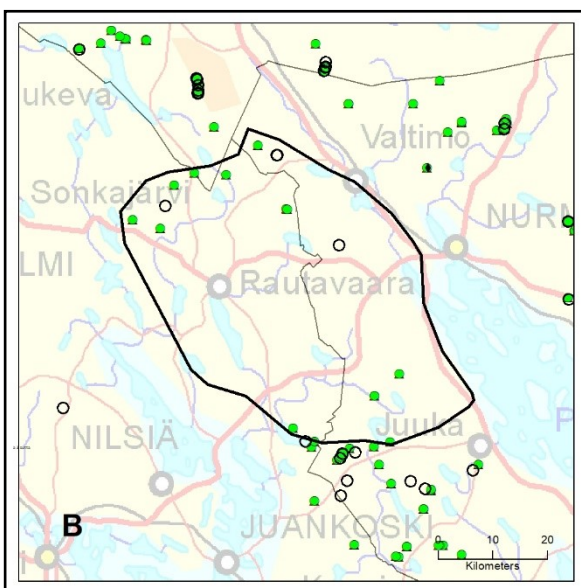 ukeva
Valtimo
Sonkajärvi
NURM
LMI
Rautavaara
P
Juuka
NILSIÄ
B
JUANKOSKI
0 10 20
Kilometers